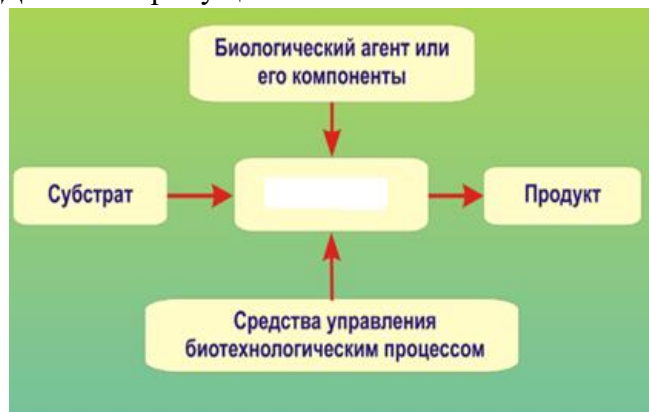 Биологический агент или
его компоненты
Субстрат
Продукт
Средства управления
биотехнологическим процессом